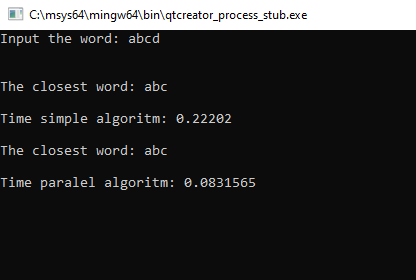 C:\msys64\mingw64\bin\qtcreator_process_stub.exe
Input the word: abcd
The closest word: abc
Time simple algoritm: 0.22202
The closest word: abc
Time paralel algoritm: 0.0831565